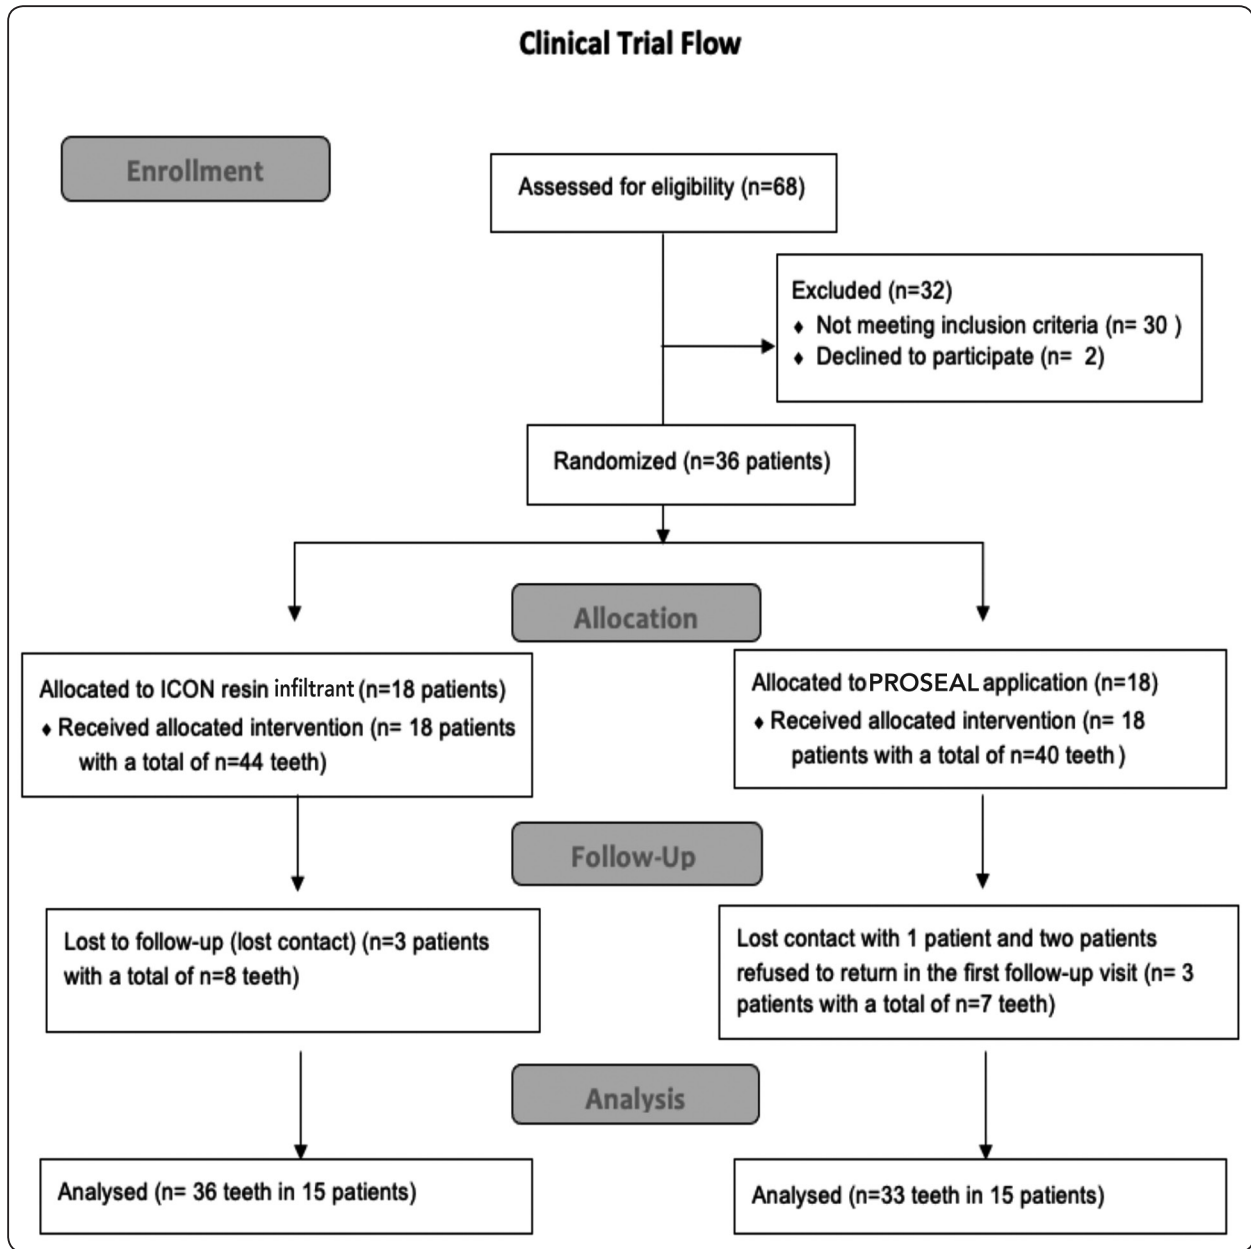 Clinical Trial Flow
Enrollment
Assessed for eligibility (n=68)
Excluded (n=32)
♦ Not meeting inclusion criteria (n= 30 )
♦ Declined to participate (n= 2)
Randomized (n=36 patients)
Allocation
Allocated to ICON resin infiltrant (n=18 patients)
♦ Received allocated intervention (n= 18 patients
with a total of n=44 teeth)
Allocated to PROSEAL application (n=18)
♦ Received allocated intervention (n= 18
patients with a total of n=40 teeth )
Follow-Up
Lost to follow-up (lost contact) (n=3 patients
with a total of n=8 teeth)
Lost contact with 1 patient and two patients
refused to return in the first follow-up visit (n= 3
patients with a total of n=7 teeth)
Analysis
Analysed (n= 36 teeth in 15 patients)
Analysed (n=33 teeth in 15 patients)